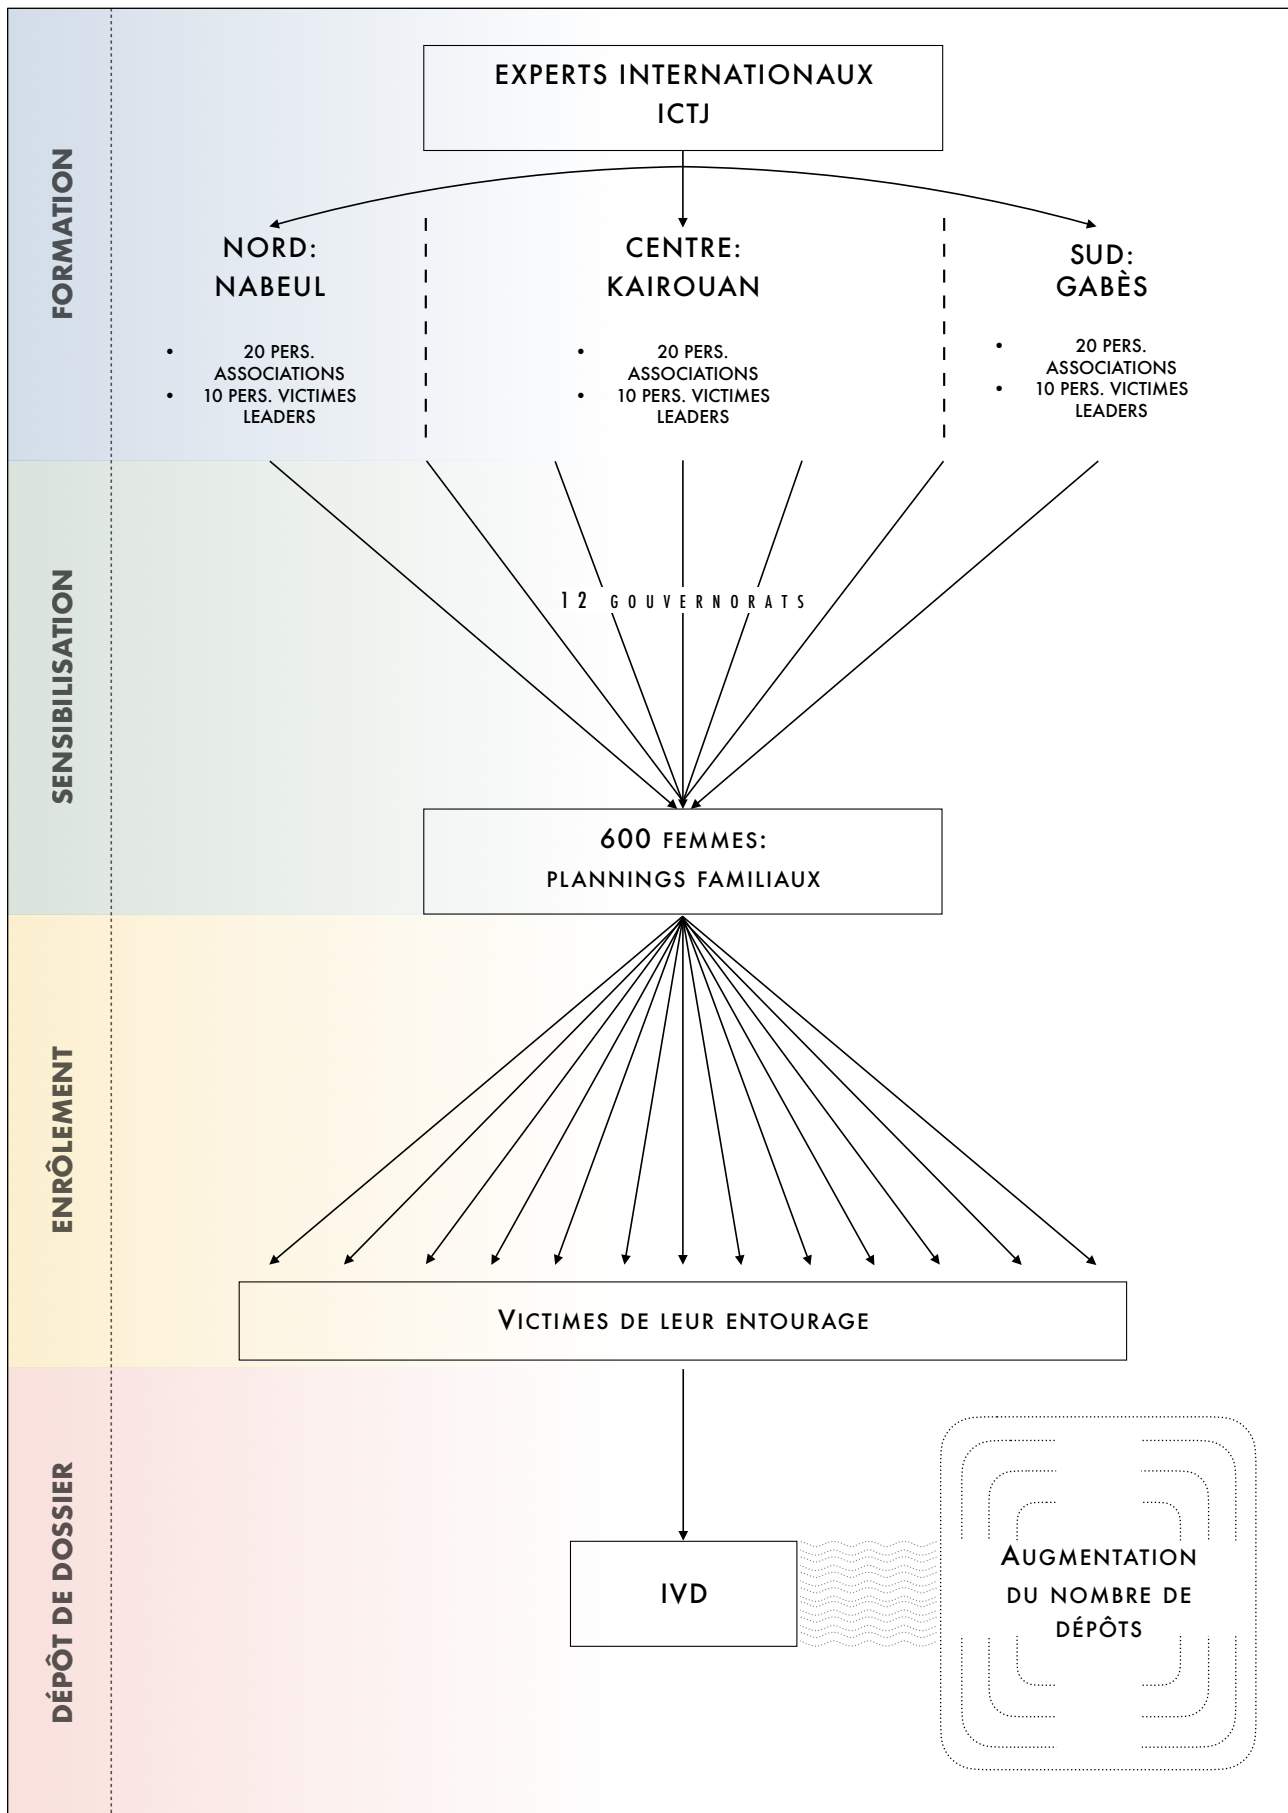 EXPERTS INTERNATIONAUX
ICTJ
FORMATION
NORD:
NABEUL
• 20 PERS.
ASSOCIATIONS
• 10 PERS. VICTIMES
LEADERS
CENTRE:
KAIROUAN
• 20 PERS.
ASSOCIATIONS
• 10 PERS. VICTIMES
LEADERS
SUD:
GABÈS
• 20 PERS.
ASSOCIATIONS
• 10 PERS. VICTIMES
LEADERS
SENSIBILISATION
12 GOUVERNORATS
600 FEMMES:
PLANNINGS FAMILIAUX
ENRÔLEMENT
VICTIMES DE LEUR ENTOURAGE
DÉPÔT DE DOSSIER
IVD
AUGMENTATION
DU NOMBRE DE
DÉPÔTS